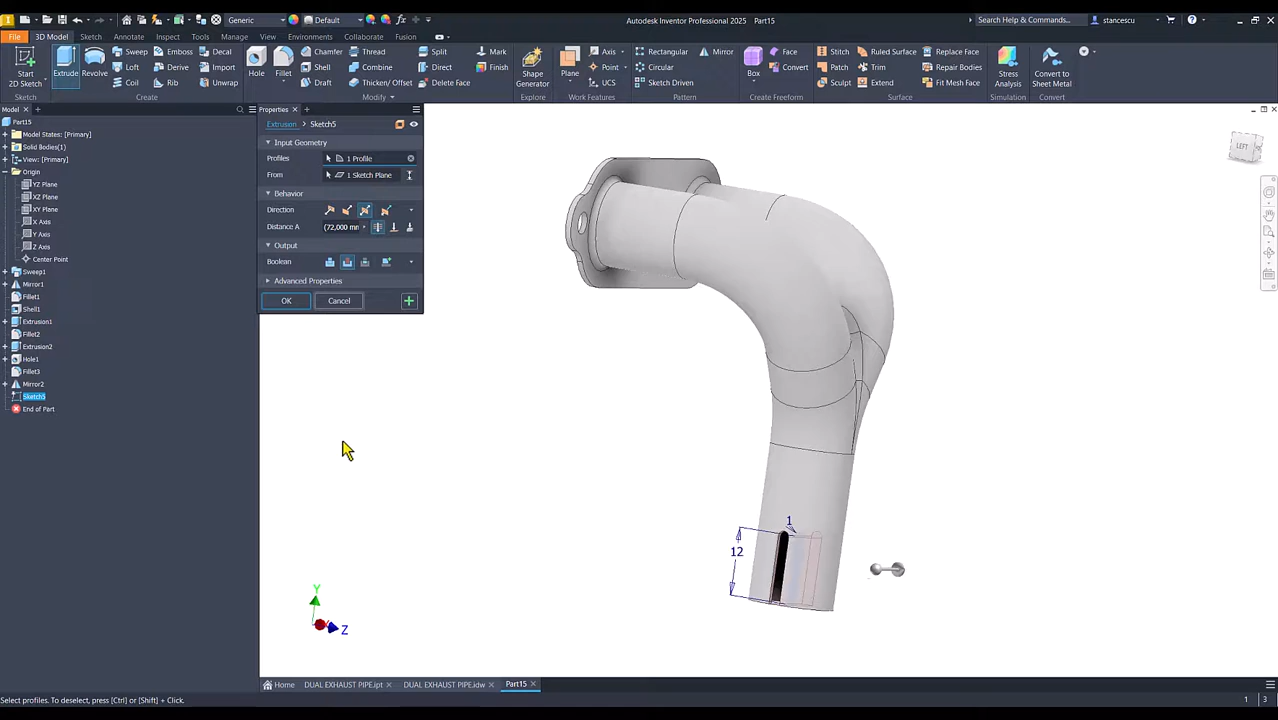 Generic
Default
Autodesk Inventor Professional 2025 Part15
Search Help & Commands...
stancescu
File
3D Model
Sketch
Annotate
Inspect
Tools
Manage
View
Environments
Collaborate
Fusion
Start
2D Sketch
Extrude
Revolve
Sweep
Emboss
Decal
Loft
Derive
Import
Coil
Rib
Unwrap
Hole
Fillet
Chamfer
Thread
Split
Mark
Shell
Combine
Direct
Finish
Draft
Thicken/ Offset
Delete Face
Shape
Generator
Plane
Axis
Point
UCS
Rectangular
Mirror
Circular
Sketch Driven
Box
Face
Convert
Stitch
Ruled Surface
Replace Face
Patch
Trim
Repair Bodies
Sculpt
Extend
Fit Mesh Face
Stress
Analysis
Convert to
Sheet Metal
Sketch
Create
Modify
Explore
Work Features
Pattern
Create Freeform
Surface
Simulation
Convert
Model
Part15
Model States: [Primary]
Solid Bodies(1)
View: [Primary]
Origin
YZ Plane
XZ Plane
XY Plane
X Axis
Y Axis
Z Axis
Center Point
Sweep1
Mirror1
Fillet1
Shell1
Extrusion1
Fillet2
Extrusion2
Hole1
Fillet3
Mirror2
Sketch5
End of Part
Properties
Extrusion > Sketch5
Input Geometry
Profiles
1 Profile
From
1 Sketch Plane
Behavior
Direction
Distance A
(72,000 mm
Output
Boolean
Advanced Properties
OK
Cancel
LEFT
1
12
Y
Z
Home
DUAL EXHAUST PIPE.ipt
DUAL EXHAUST PIPE.idw
Part15
Select profiles. To deselect, press [Ctrl] or [Shift] + Click.
1
3